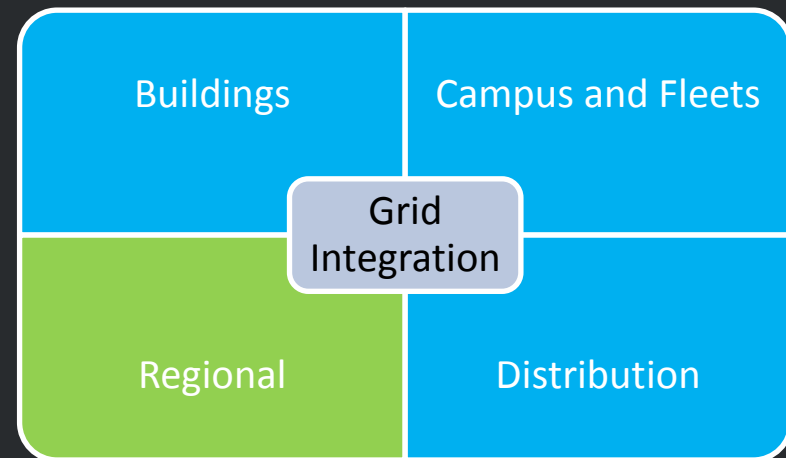 Buildings
Campus and Fleets
Grid
Integration
Regional
Distribution